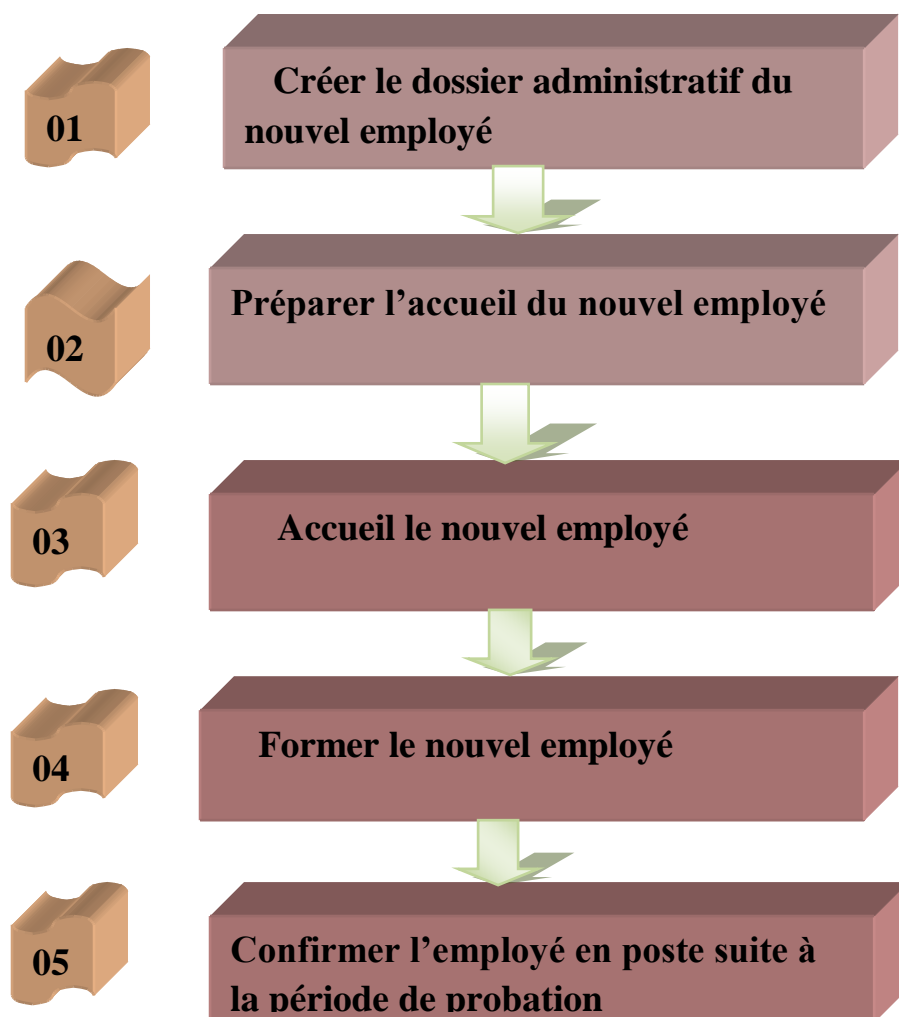 01
Créer le dossier administratif du
nouvel employé
02
Préparer l’accueil du nouvel employé
03
Accueil le nouvel employé
04
Former le nouvel employé
05
Confirmer l’employé en poste suite à
la période de probation